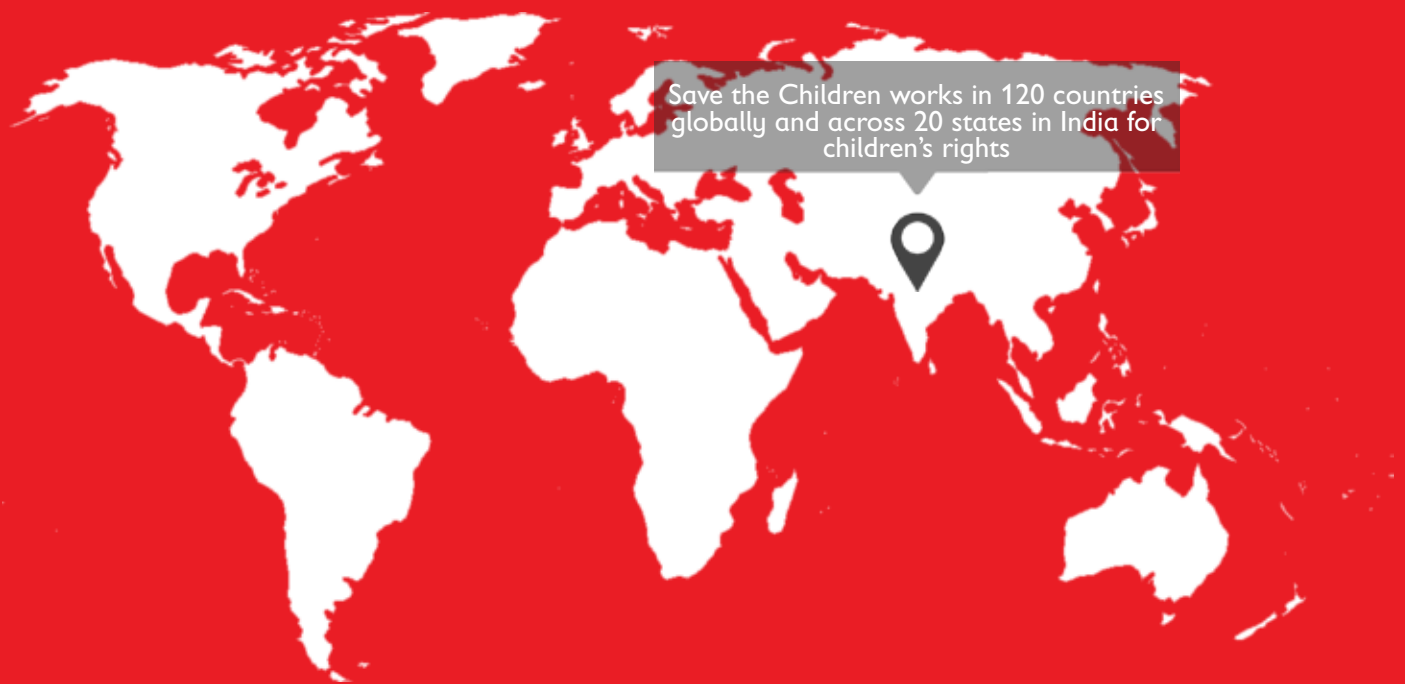 Save the Children works in 120 countries
globally and across 20 states in India for
children’s rights